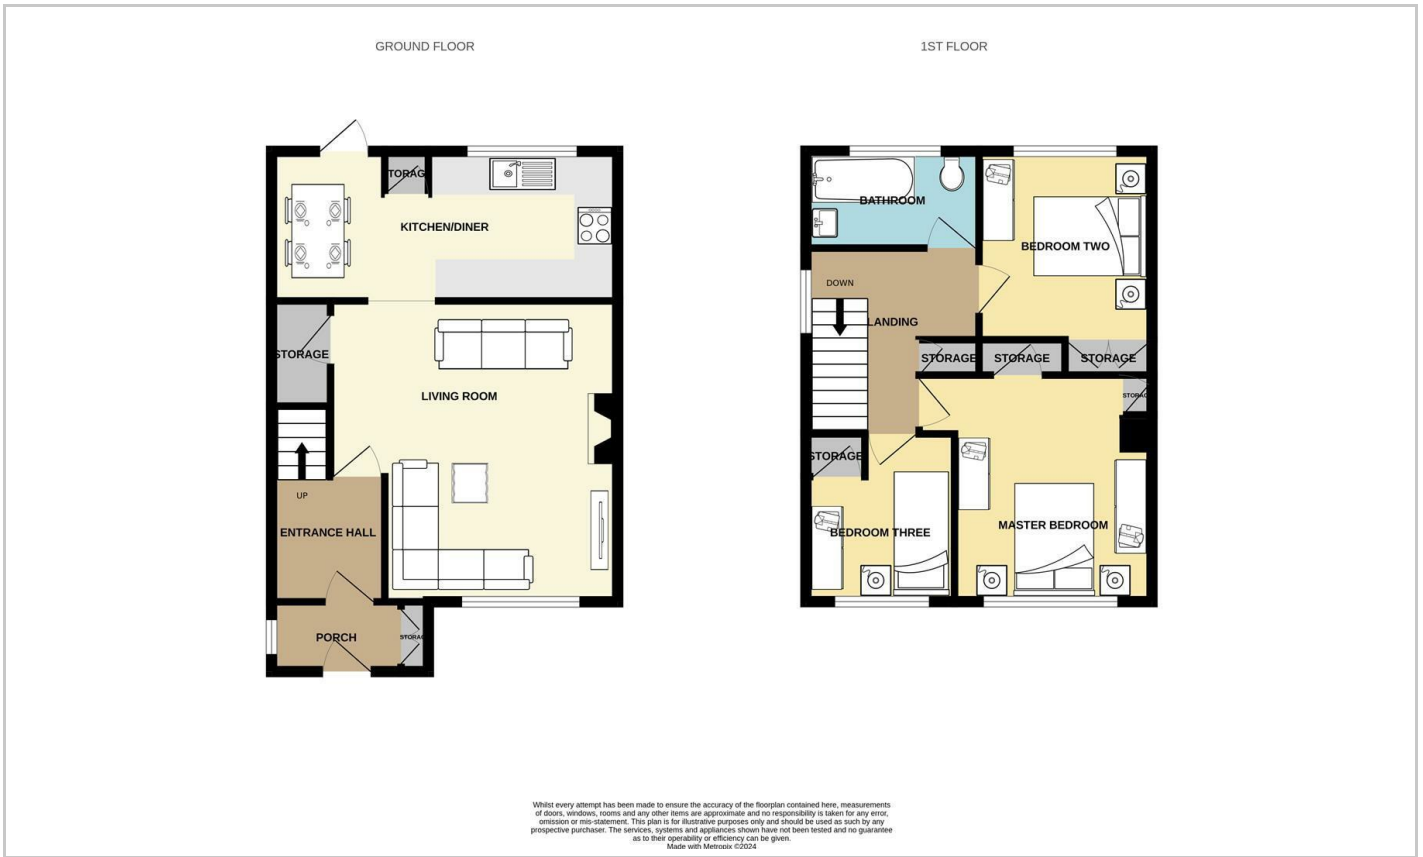 GROUND FLOOR
1ST FLOOR
TORAG
KITCHEN/DINER
STORAGE
LIVING ROOM
UP
ENTRANCE HALL
PORCH
STORAG
BATHROOM
BEDROOM TWO
DOWN
LANDING
STORAGE
STORAGE
STORAGE
STORAG
STORAGE
BEDROOM THREE
MASTER BEDROOM
Whilst every attempt has been made to ensure the accuracy of the floorplan contained here, measurements
of doors, windows, rooms and any other items are approximate and no responsibility is taken for any error,
omission or mis-statement. This plan is for illustrative purposes only and should be used as such by any
prospective purchaser. The services, systems and appliances shown have not been tested and no guarantee
as to their operability or efficiency can be given.
Made with Metropix ©2024